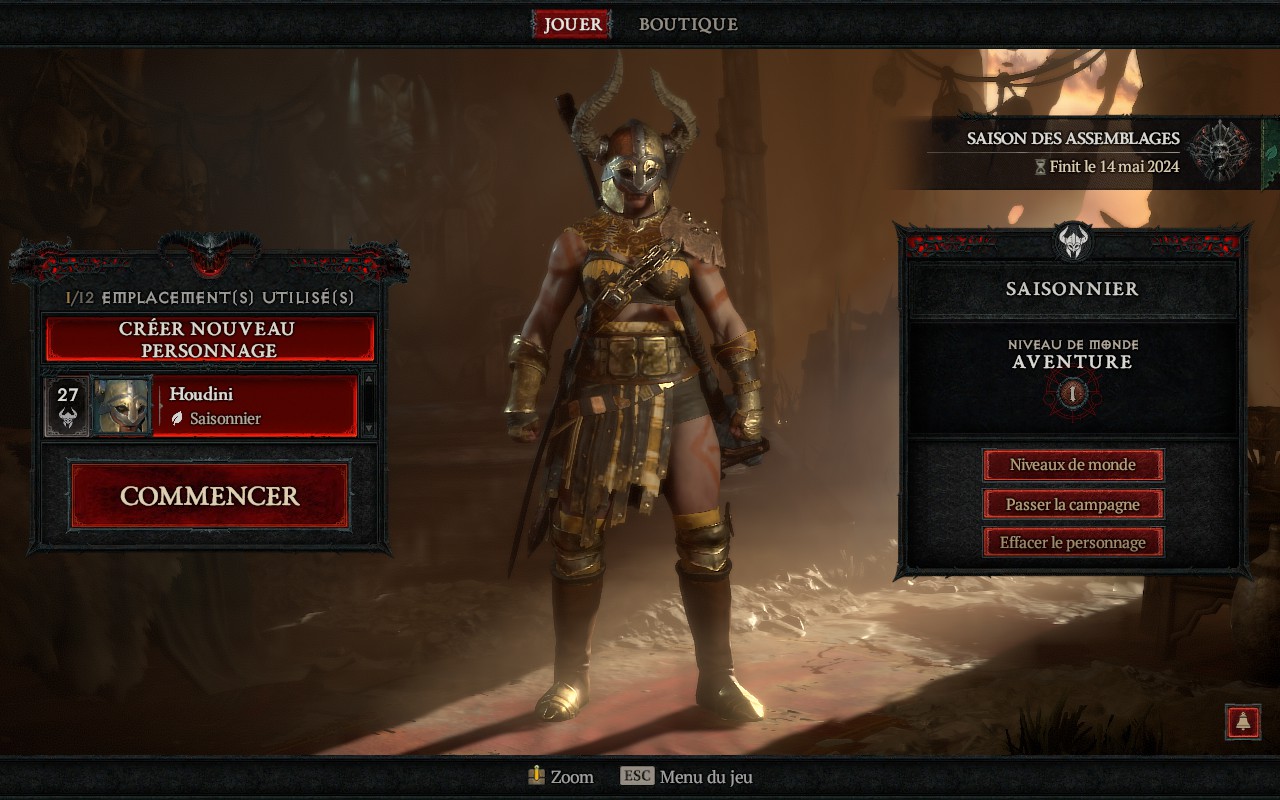 JOUER
BOUTIQUE
SAISON DES ASSEMBLAGES
Finit le 14 mai 2024
1/12 EMPLACEMENT(S) UTILISÉ(S)
CRÉER NOUVEAU
PERSONNAGE
27
Houdini
Saisonnier
COMMENCER
SAISONNIER
NIVEAU DE MONDE
AVENTURE
I
Niveaux de monde
Passer la campagne
Effacer le personnage
Zoom
ESC Menu du jeu